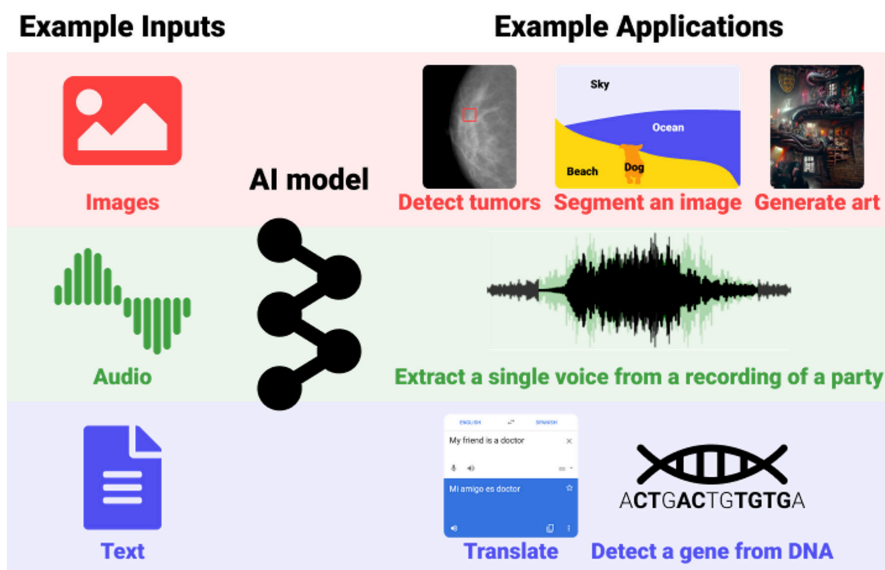 Example Inputs
Example Applications
Sky
Ocean
Beach
Dog
Images
AI model
Detect tumors
Segment an image
Generate art
Audio
Extract a single voice from a recording of a party
ENGLISH
SPANISH
My friend is a doctor
Mi amigo es doctor
ACTGACTGTGTGA
Text
Translate
Detect a gene from DNA